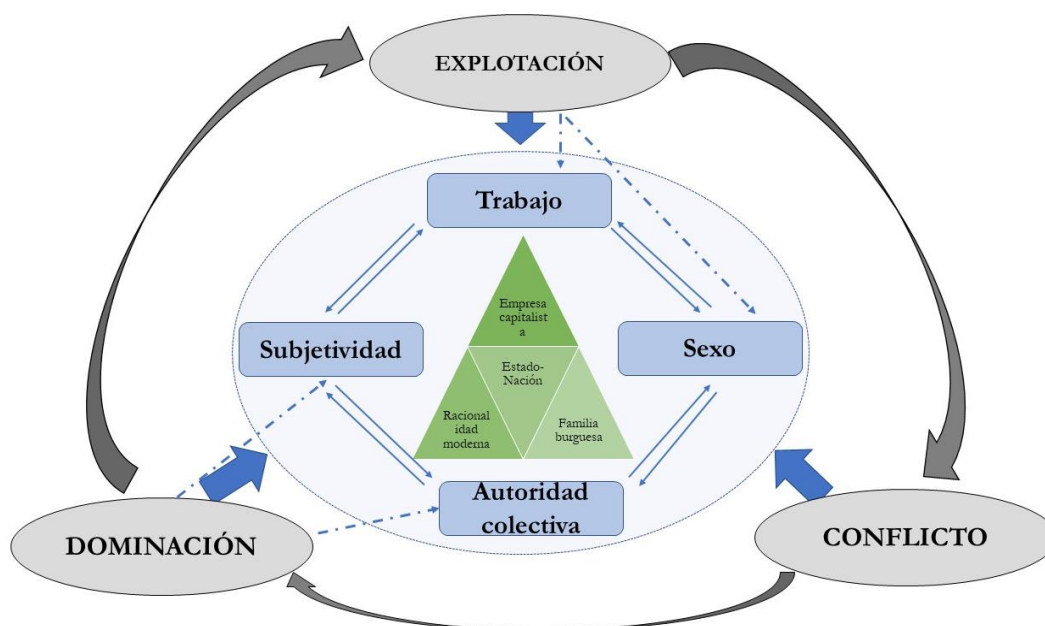 EXPLOTACIÓN
Trabajo
Empresa
capitalist
a
Subjetividad
Sexo
Estado-
Nación
Racional
idad
moderna
Familia
burguesa
Autoridad
colectiva
DOMINACIÓN
CONFLICTO